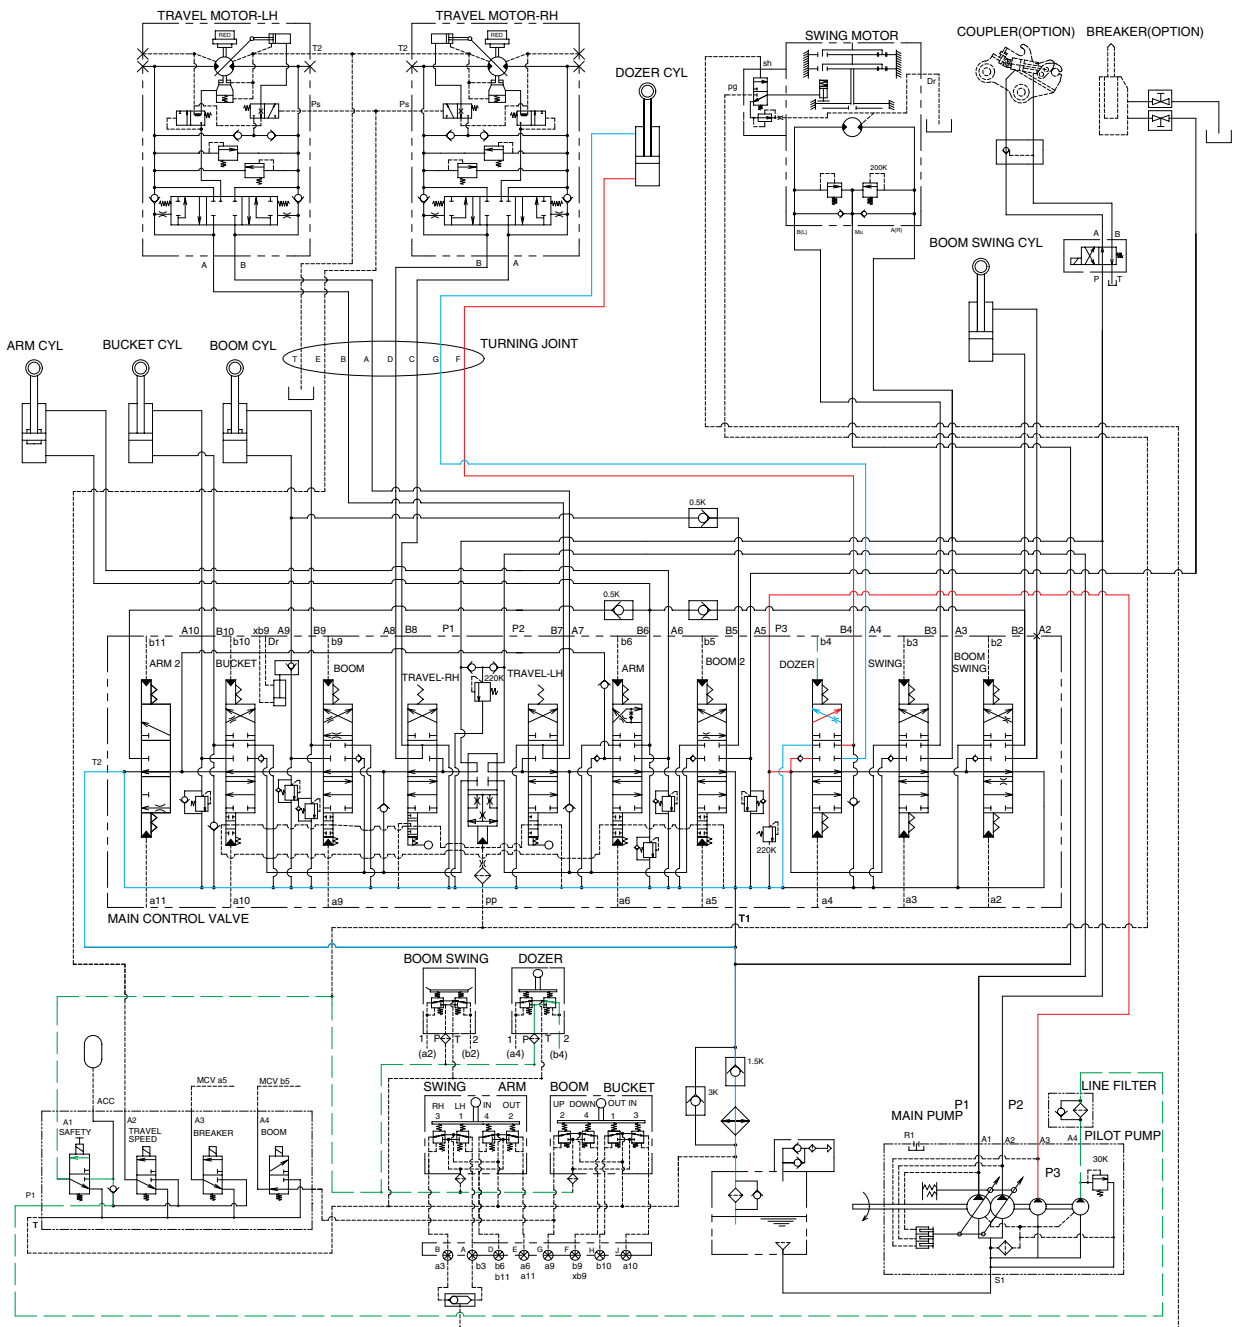 TRAVEL MOTOR-LH TRAVEL MOTOR-RH
SWING MOTOR COUPLER(OPTION) BREAKER(OPTION)
RED T2 T2 RED
DOZER CYL
sh
pg Dr
Ps Ps
200K
B(L) Mu A(R)
A B B A
A B
P T
BOOM SWING CYL
ARM CYL BUCKET CYL BOOM CYL
TURNING JOINT
T E B A D C G F
0.5K
0.5K
b11 A10 B10 b10 xb9 Dr A9 B9 b9 A8 B8 P1 P2 B7 A7 b6 B6 A6 b5 B5 A5 P3 b4 B4 A4 b3 B3 A3 b2 B2 A2
ARM 2 BUCKET BOOM TRAVEL-RH 220K TRAVEL-LH ARM BOOM 2 DOZER SWING BOOM SWING
T2
220K
a11 a10 a9 pp a6 a5 a4 a3 a2
MAIN CONTROL VALVE
T1
BOOM SWING DOZER
1 P T 2 1 P T 2
(a2) (b2) (a4) (b4)
SWING ARM BOOM BUCKET
RH LH IN OUT UP DOWN OUT IN
3 1 4 2 2 4 1 3
1.5K
3K
MCV a5 MCV b5
ACC
A1 A2 A3 A4
SAFETY TRAVEL SPEED BREAKER BOOM
P1
T
B A D E G F H J
a3 b3 b6 a6 a9 b9 b10 a10
b11 a11 xb9
LINE FILTER
P1 P2
MAIN PUMP
PILOT PUMP
R1 A1 A2 A3 A4
P3 30K
S1